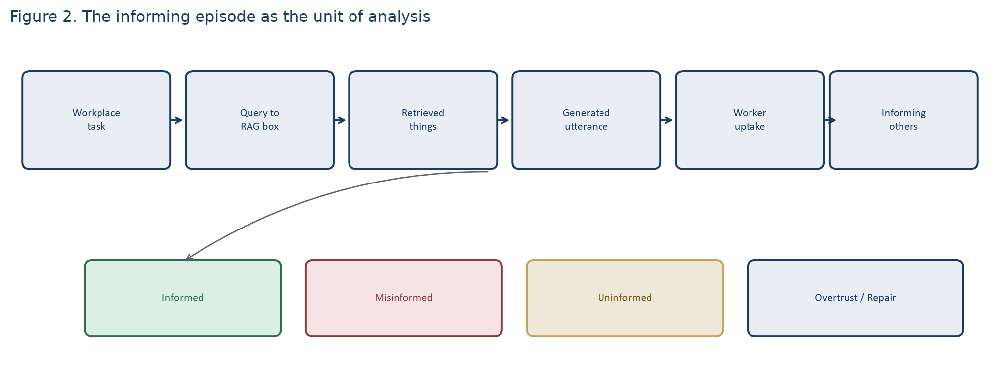 Figure 2. The informing episode as the unit of analysis
Workplace
task
Query to
RAG box
Retrieved
things
Generated
utterance
Worker
uptake
Informing
others
Informed
Misinformed
Uninformed
Overtrust / Repair